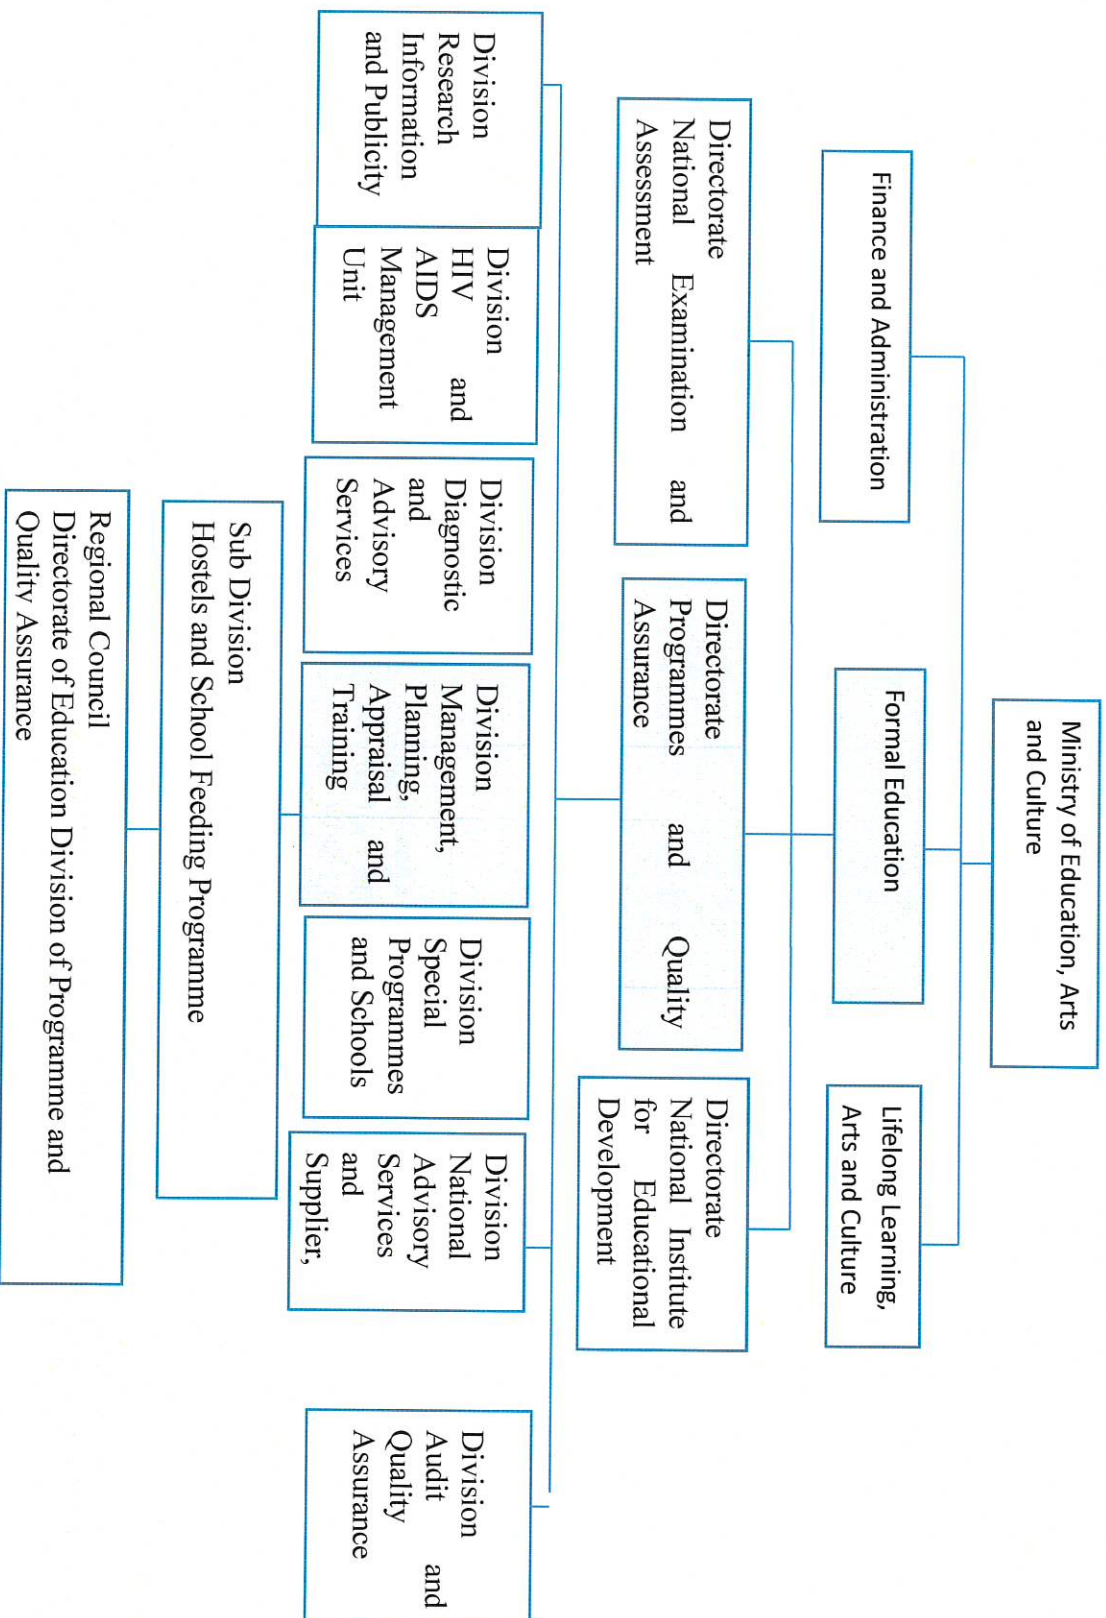 Ministry of Education, Arts
and Culture
Finance and Administration
Formal Education
Lifelong Learning,
Arts and Culture
Directorate
National Examination and
Assessment
Directorate
Programmes and Quality
Assurance
Directorate
National Institute
for Educational
Development
Division
Research
Information
and Publicity
Division
HIV and
AIDS
Management
Unit
Division
Diagnostic
and
Advisory
Services
Division
Management,
Planning,
Appraisal and
Training
Division
Special
Programmes
and Schools
Division
National
Advisory
Services
and
Supplier,
Division
Audit and
Quality
Assurance
Sub Division
Hostels and School Feeding Programme
Regional Council
Directorate of Education Division of Programme and
Quality Assurance